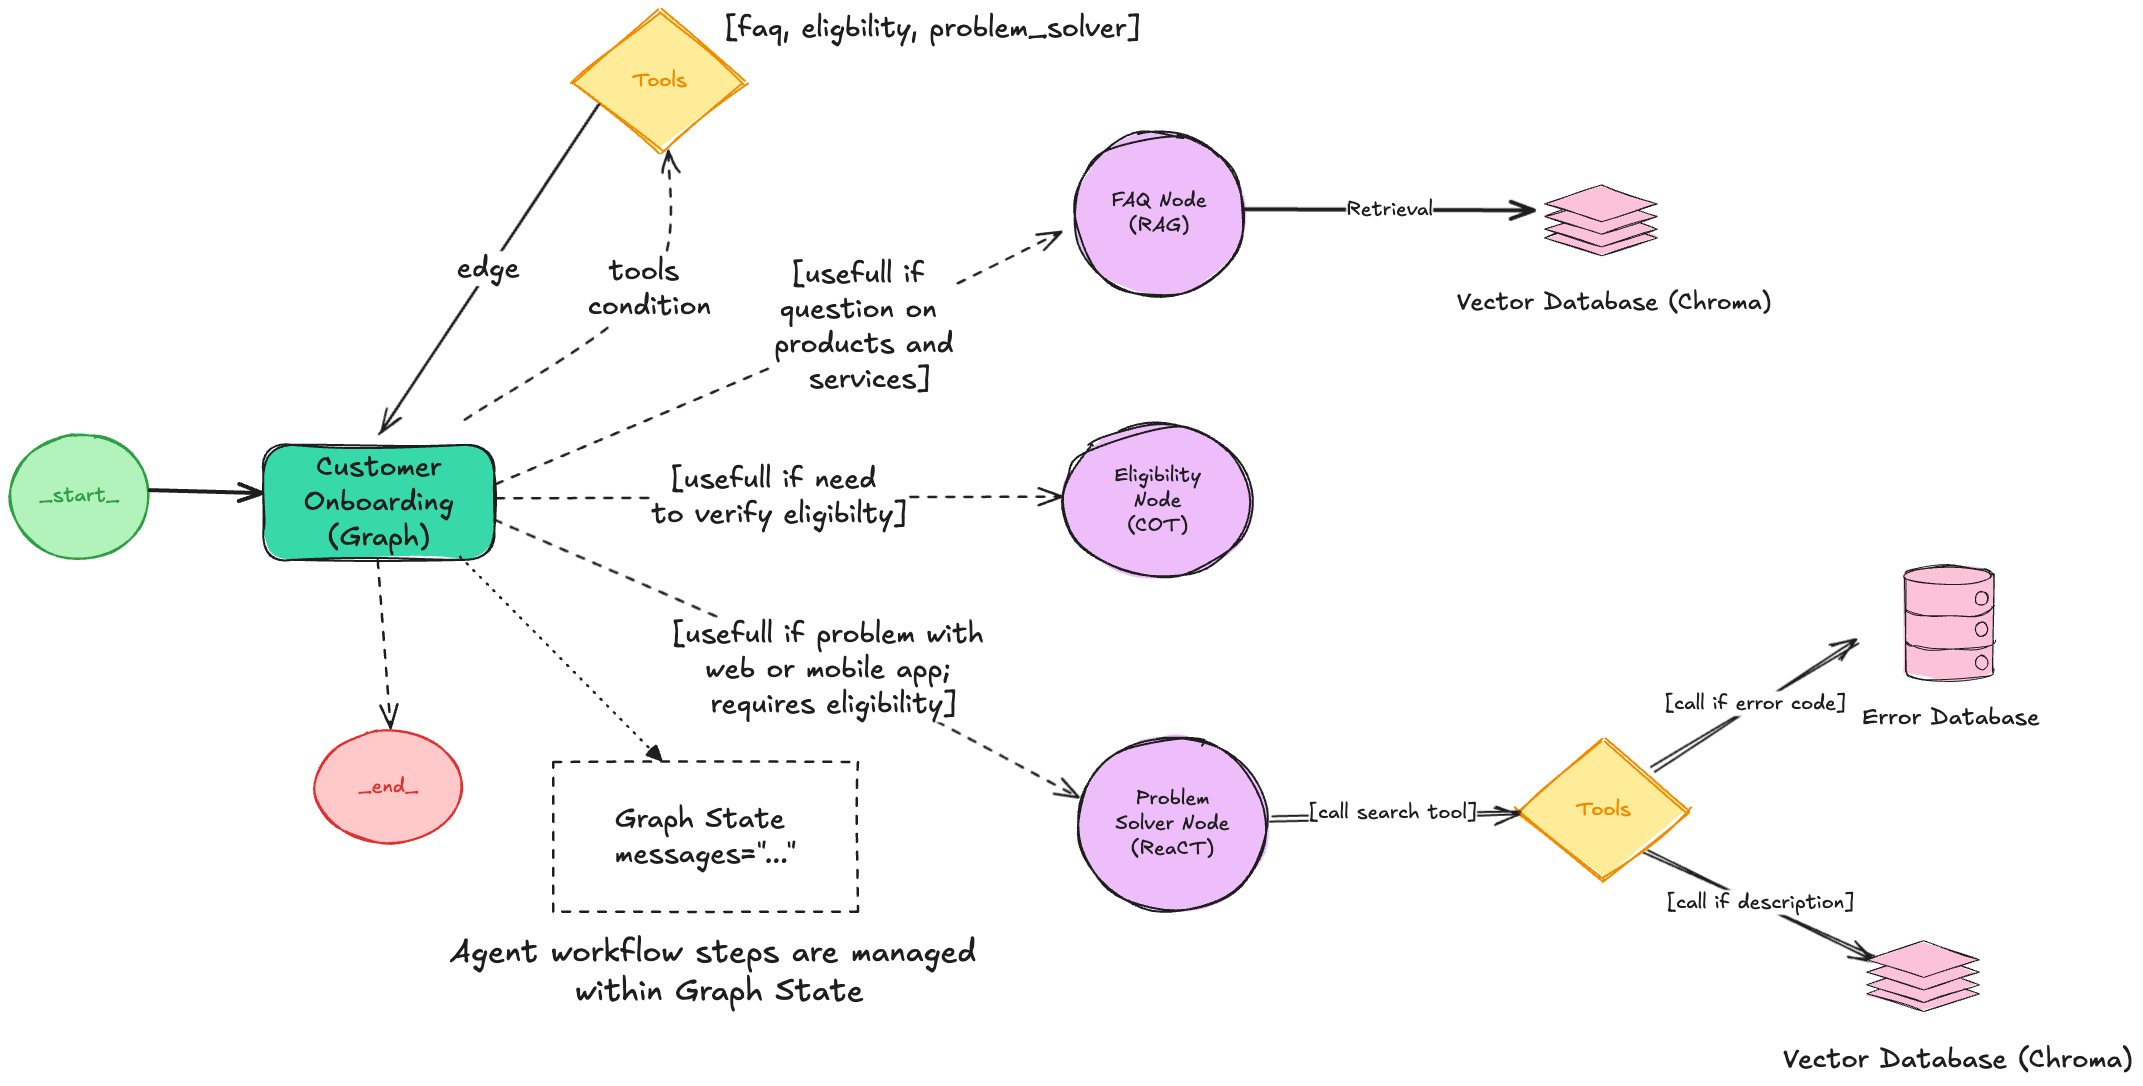 [faq, eligbility, problem_solver]
Tools
edge
tools
condition
[usefull if
question on
products and
services]
FAQ Node
(RAG)
Retrieval
Vector Database (Chroma)
_start_
Customer
Onboarding
(Graph)
[usefull if need
to verify eligibilty]
Eligibility
Node
(COT)
[usefull if problem with
web or mobile app;
requires eligibility]
_end_
Graph State
messages="..."
Agent workflow steps are managed
within Graph State
Problem
Solver Node
(ReaCT)
[call search tool]
Tools
[call if error code]
Error Database
[call if description]
Vector Database (Chroma)